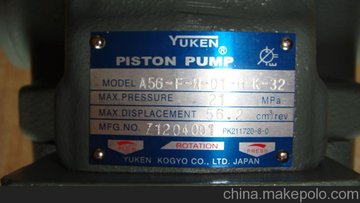 YUKEN
®
PISTON PUMP
MODEL A56-F-R-01-H-K-32
MAX.PRESSURE 21 MPa
MAX.DISPLACEMENT 56.2 cm³/rev
MFG.NO. PK211720-8-0
ROTATION
YUKEN KOGYO CO., LTD. JAPAN
china.makepolo.com